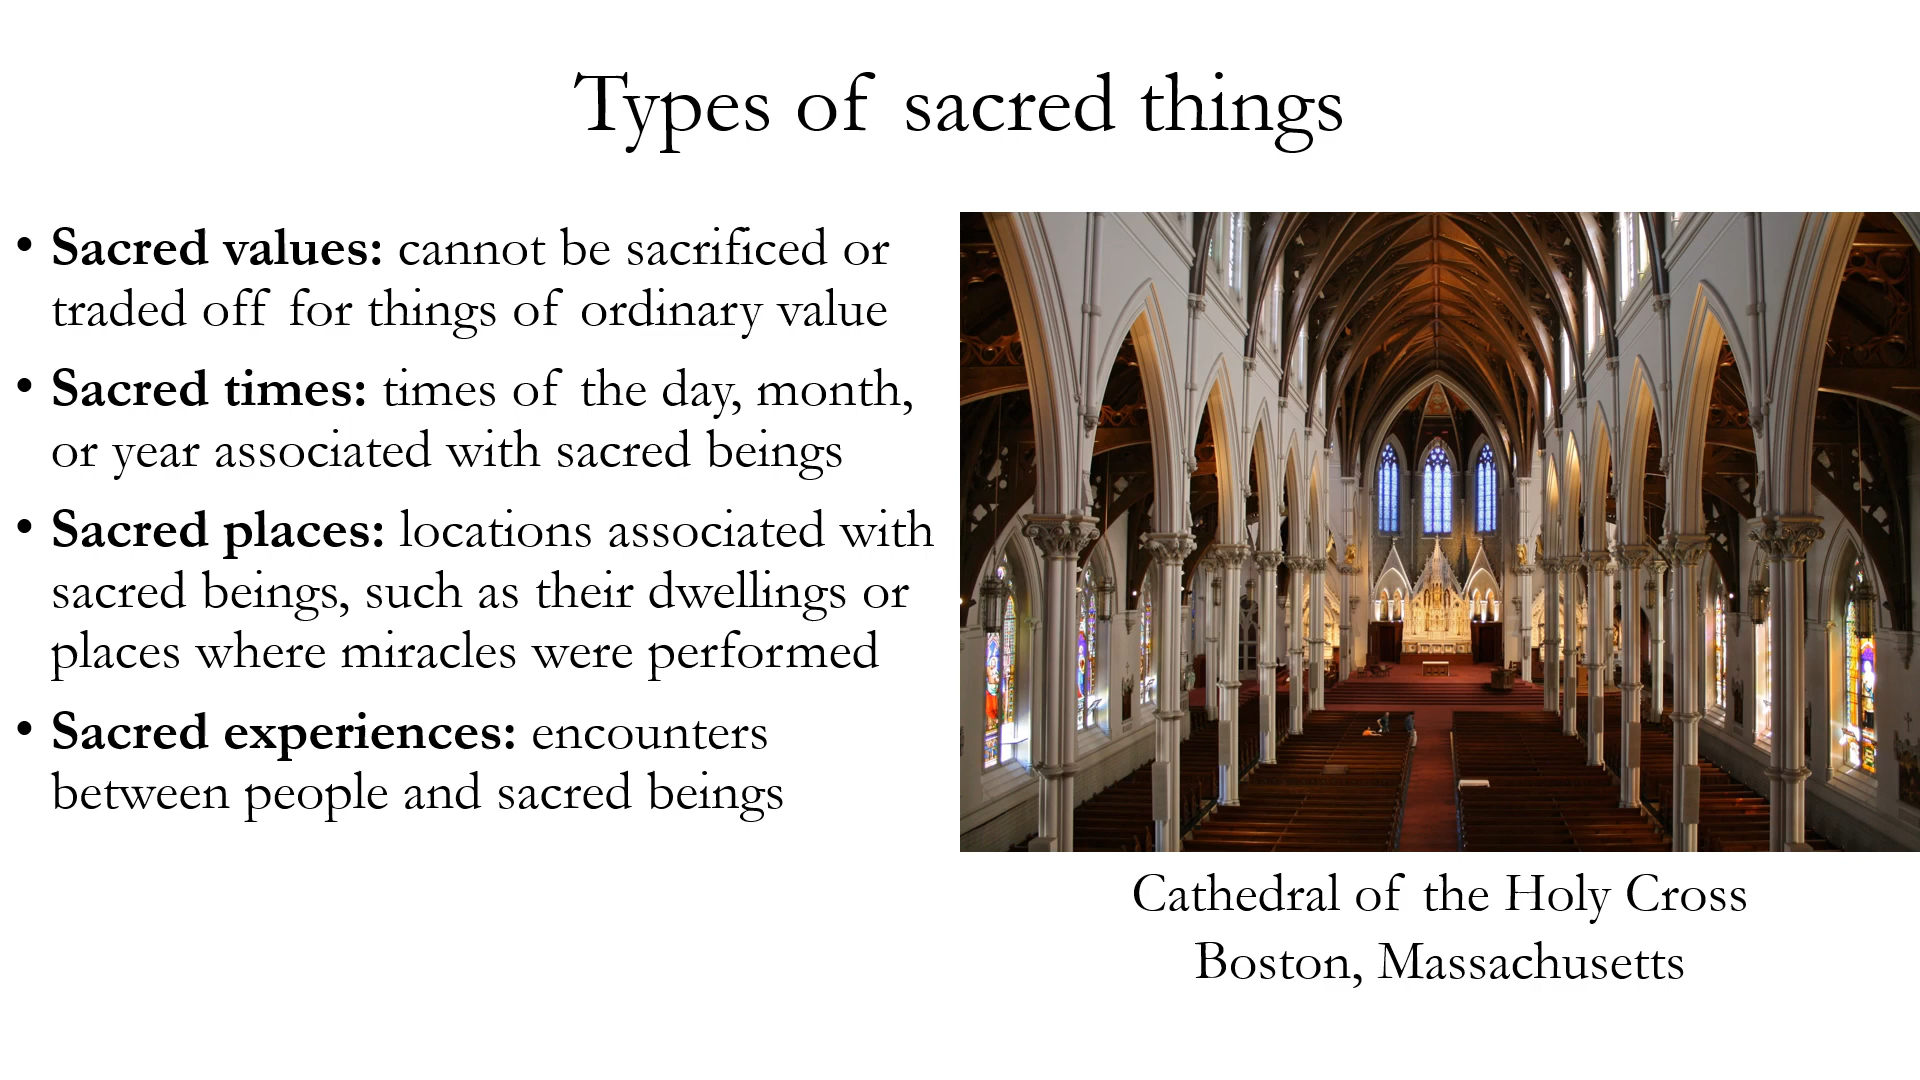 Types of sacred things
• Sacred values: cannot be sacrificed or
traded off for things of ordinary value
• Sacred times: times of the day, month,
or year associated with sacred beings
• Sacred places: locations associated with
sacred beings, such as their dwellings or
places where miracles were performed
• Sacred experiences: encounters
between people and sacred beings
Cathedral of the Holy Cross
Boston, Massachusetts